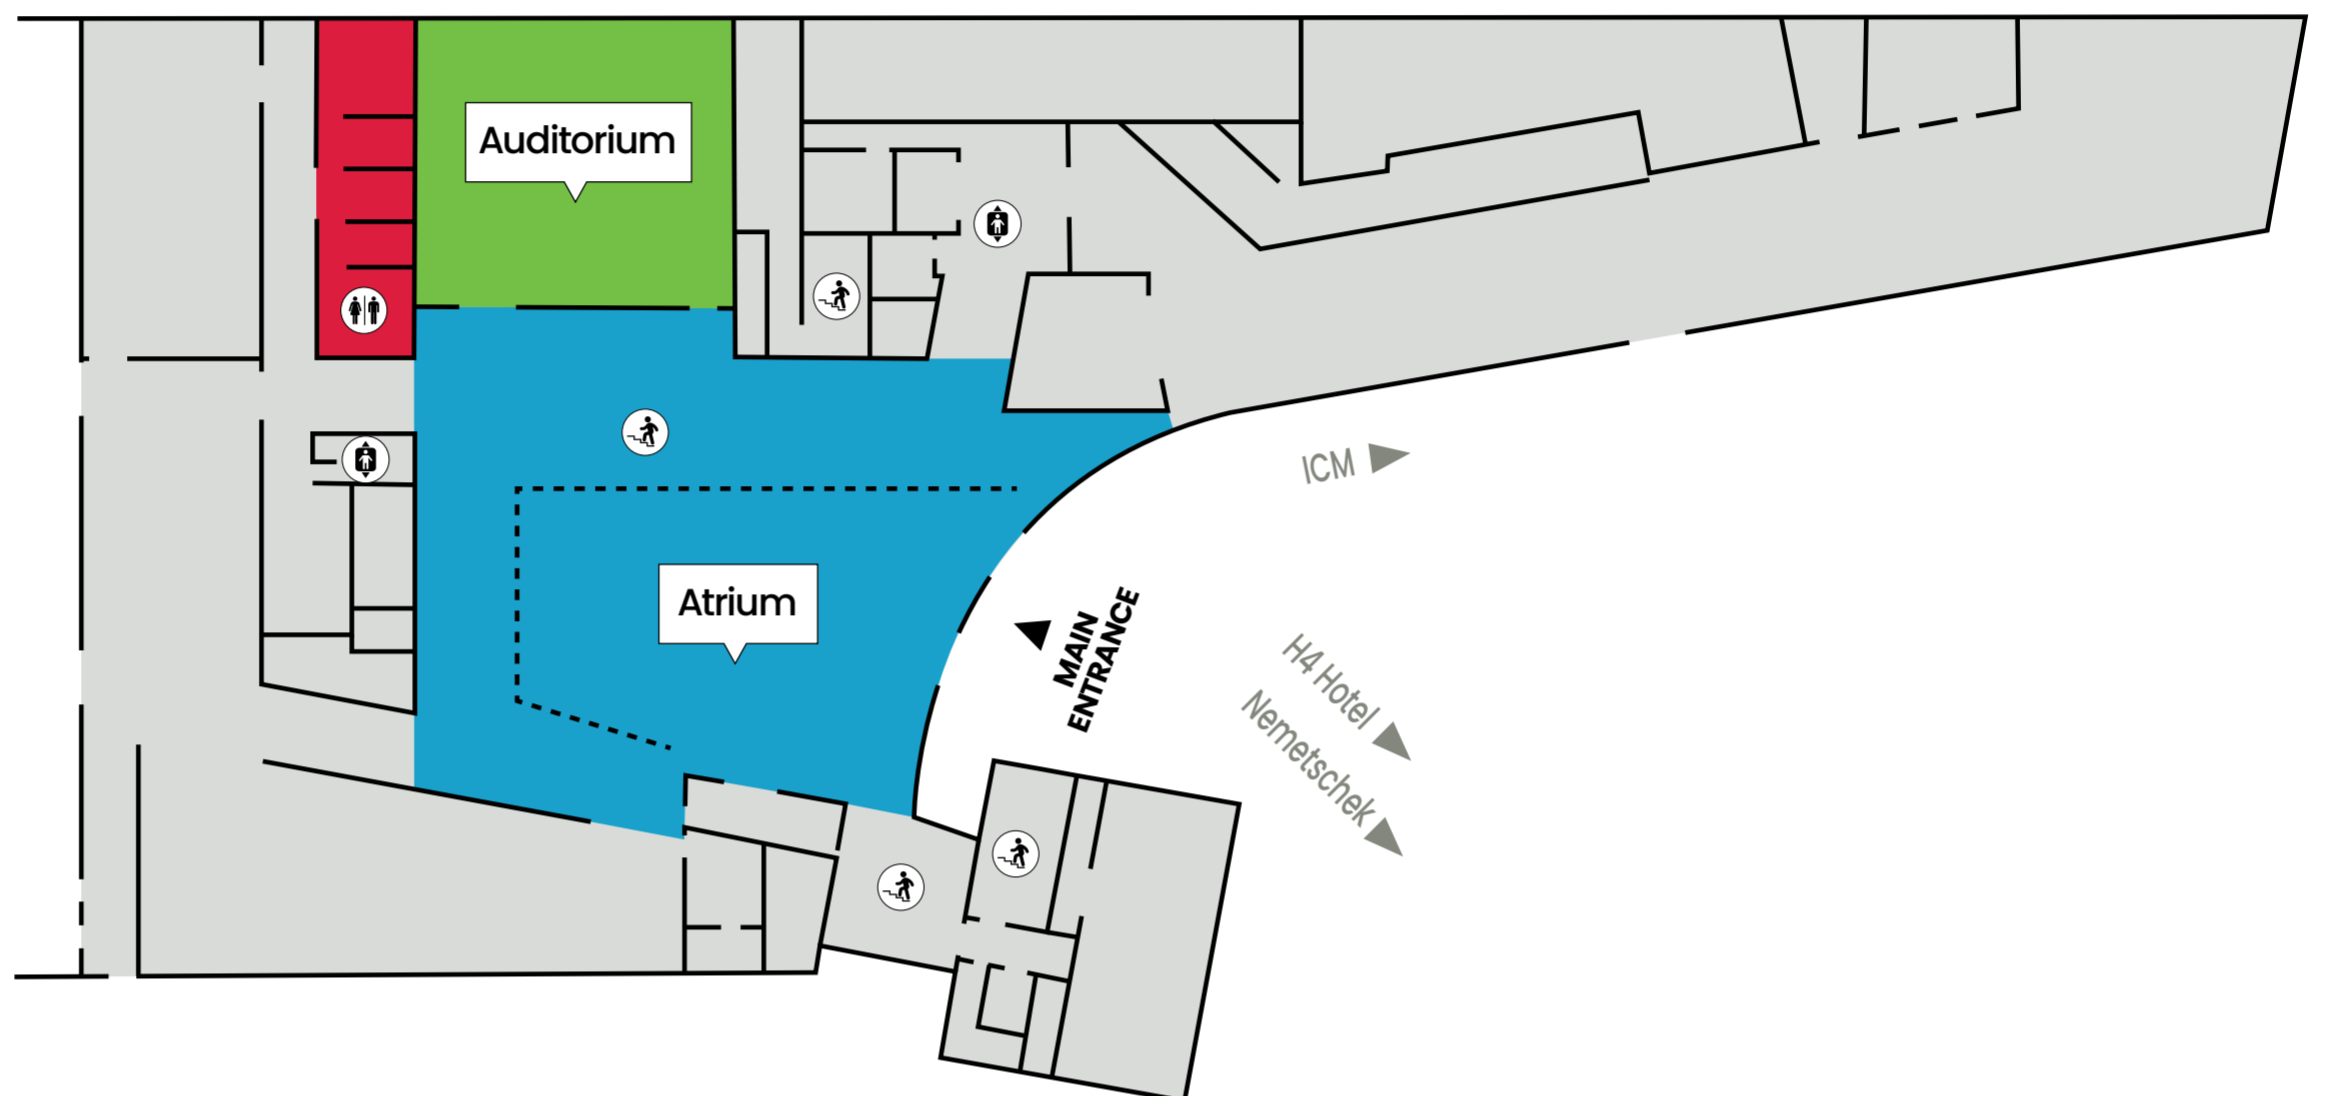 Auditorium
ICM
Atrium
MAIN
ENTRANCE
H4 Hotel
Nemetschek